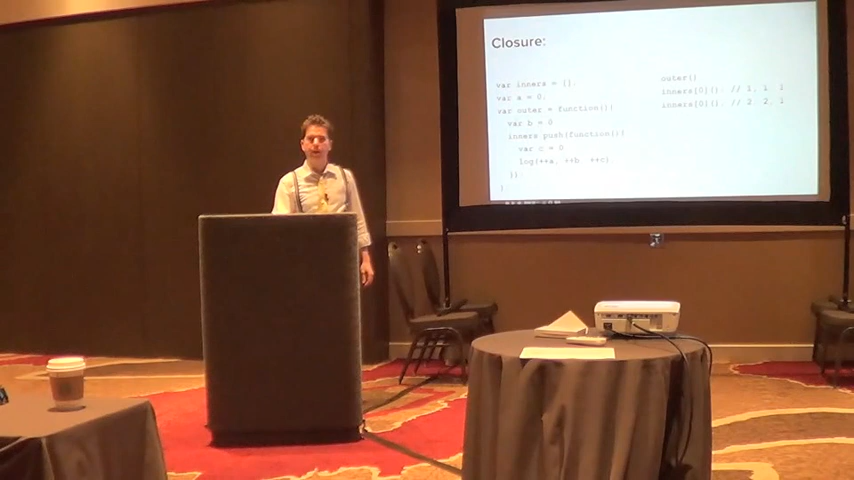 Closure:
var inners = [].
var a = 0.
var outer = function(){
var b = 0
inners push(function(){
var c = 0
log(++a, ++b ++c)
})
}
outer()
inners[0]() // 1, 1, 1
inners[0]() // 2, 2, 1